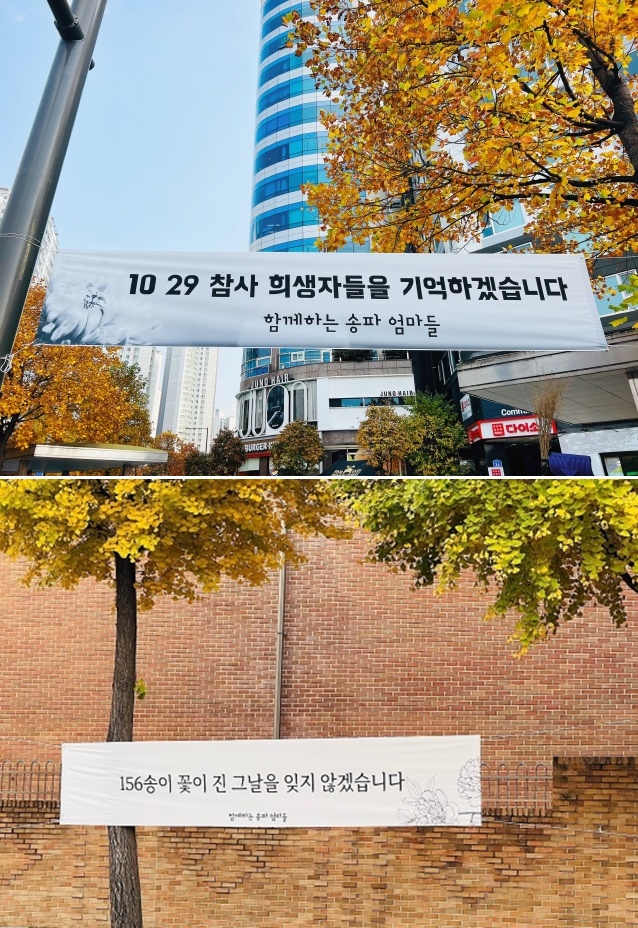 10 29 참사 희생자들을 기억하겠습니다
함께하는 송파 엄마들
JUNO HAIR
JUNO HAIR
BURGER
다이소
156송이 꽃이 진 그날을 잊지 않겠습니다
함께하는 송파 엄마들